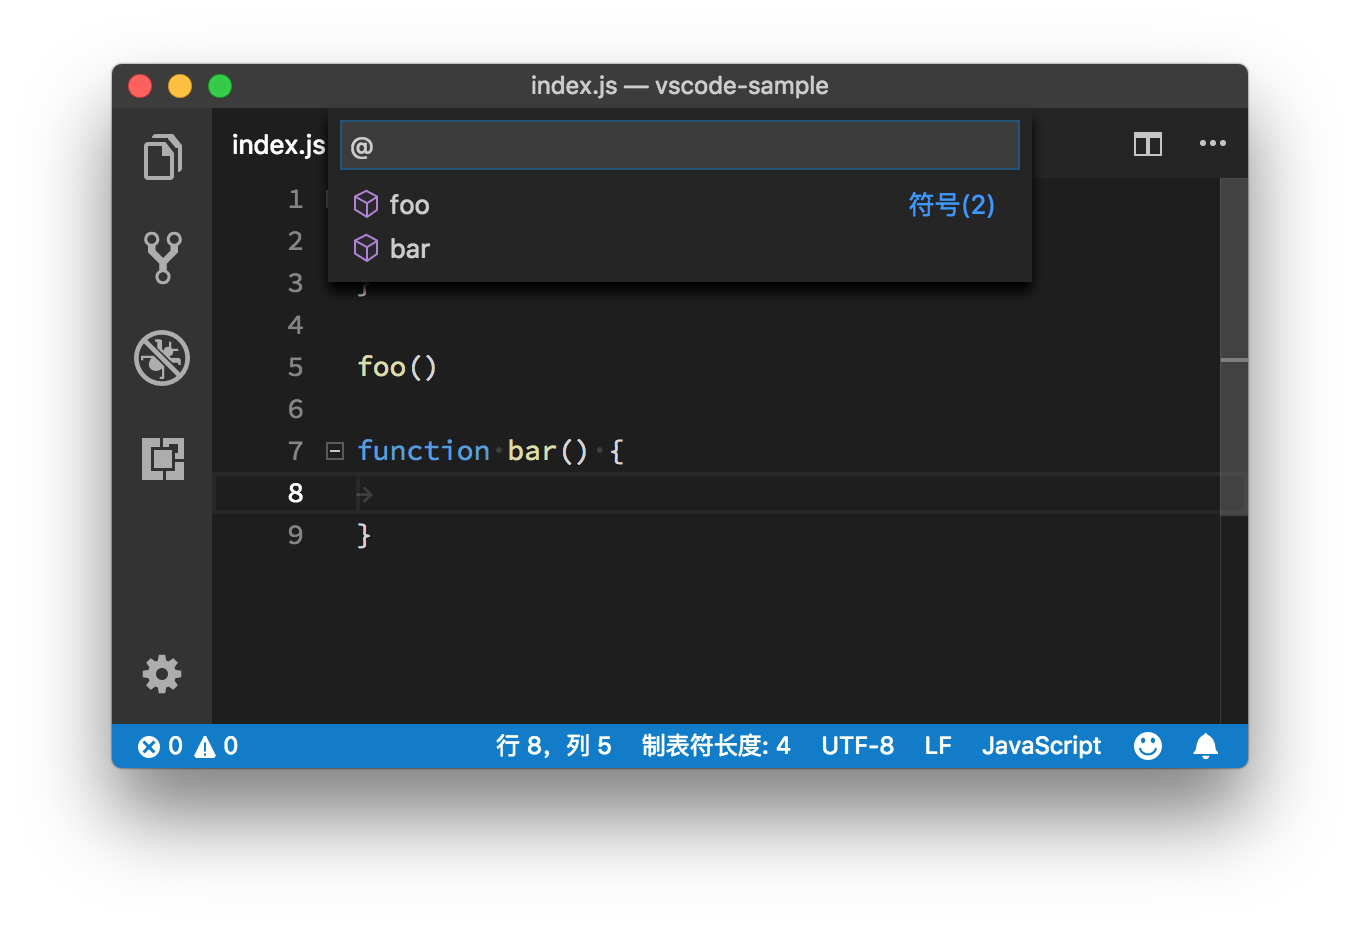 index.js — vscode-sample
index.js
@
foo 符号(2)
bar
1
2
3 }
4
5 foo()
6
7 function bar() {
8
9 }
0 0 行 8，列 5 制表符长度: 4 UTF-8 LF JavaScript